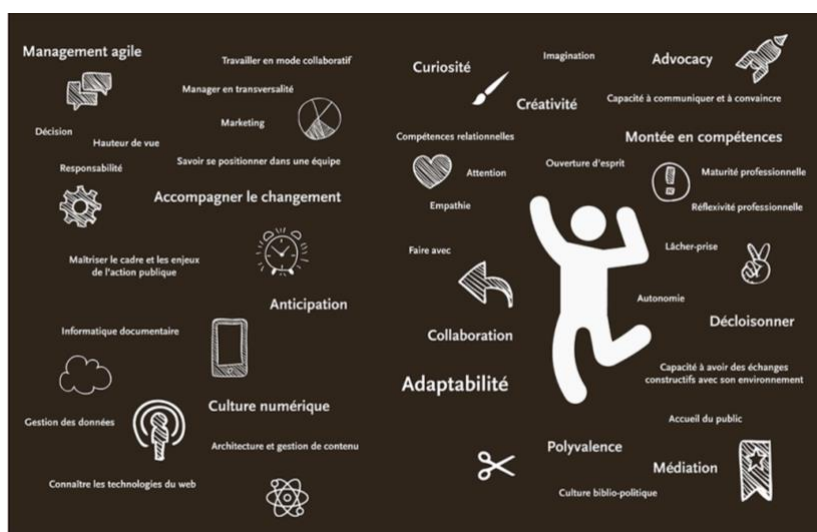 Management agile
Travailler en mode collaboratif
Manager en transversalité
Décision
Hauteur de vue
Marketing
Responsabilité
Savoir se positionner dans une équipe
Accompagner le changement
Maîtriser le cadre et les enjeux
de l'action publique
Anticipation
Informatique documentaire
Culture numérique
Gestion des données
Architecture et gestion de contenu
Connaître les technologies du web
Curiosité
Imagination
Advocacy
Créativité
Capacité à communiquer et à convaincre
Compétences relationnelles
Montée en compétences
Attention
Ouverture d'esprit
Maturité professionnelle
Empathie
Réflexivité professionnelle
Faire avec
Lâcher-prise
Autonomie
Collaboration
Décloisonner
Adaptabilité
Capacité à avoir des échanges
constructifs avec son environnement
Accueil du public
Polyvalence
Médiation
Culture biblio-politique